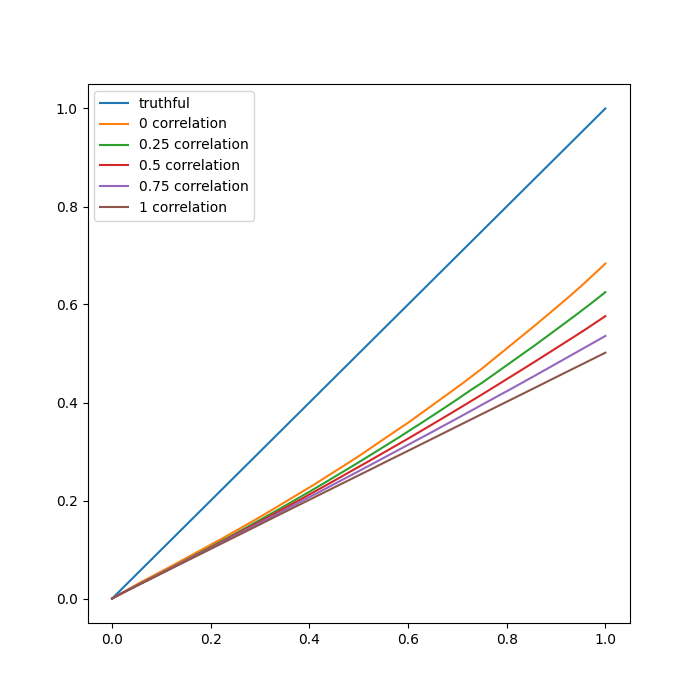 truthful
0 correlation
0.25 correlation
0.5 correlation
0.75 correlation
1 correlation
1.0
0.8
0.6
0.4
0.2
0.0
0.0 0.2 0.4 0.6 0.8 1.0